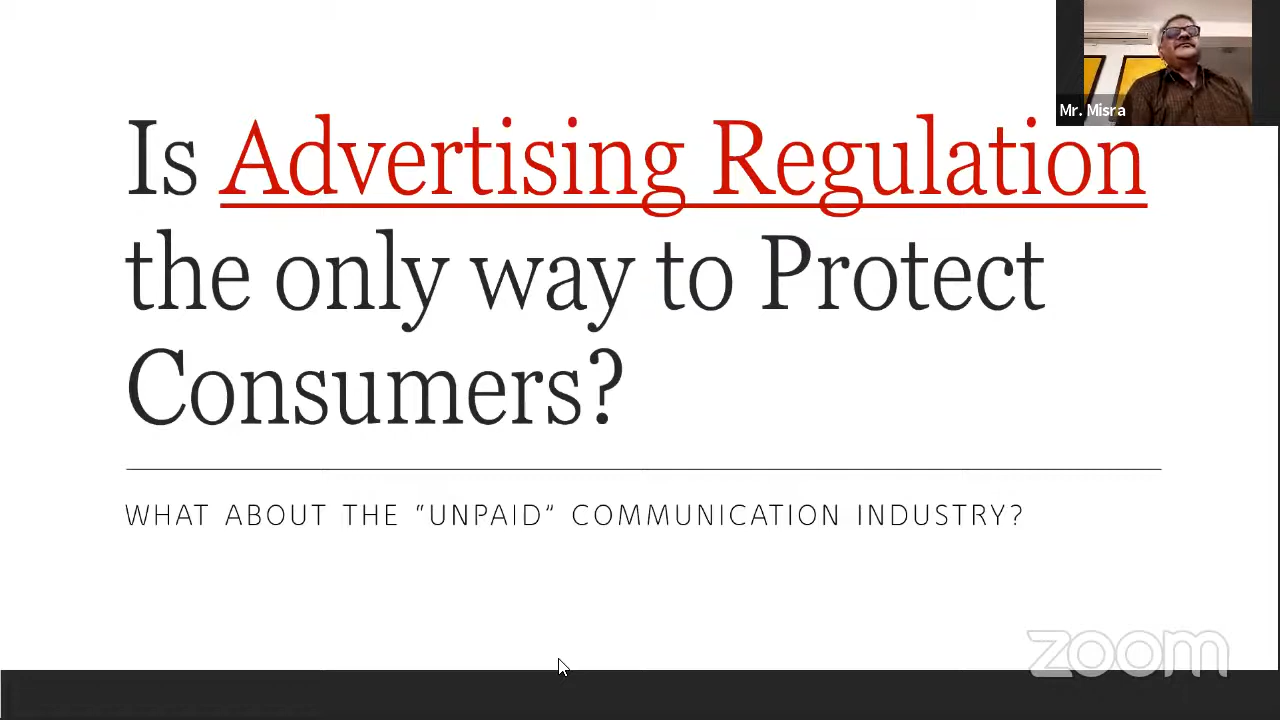 Mr. Misra
Is Advertising Regulation
the only way to Protect
Consumers?
WHAT ABOUT THE “UNPAID” COMMUNICATION INDUSTRY?
zoom